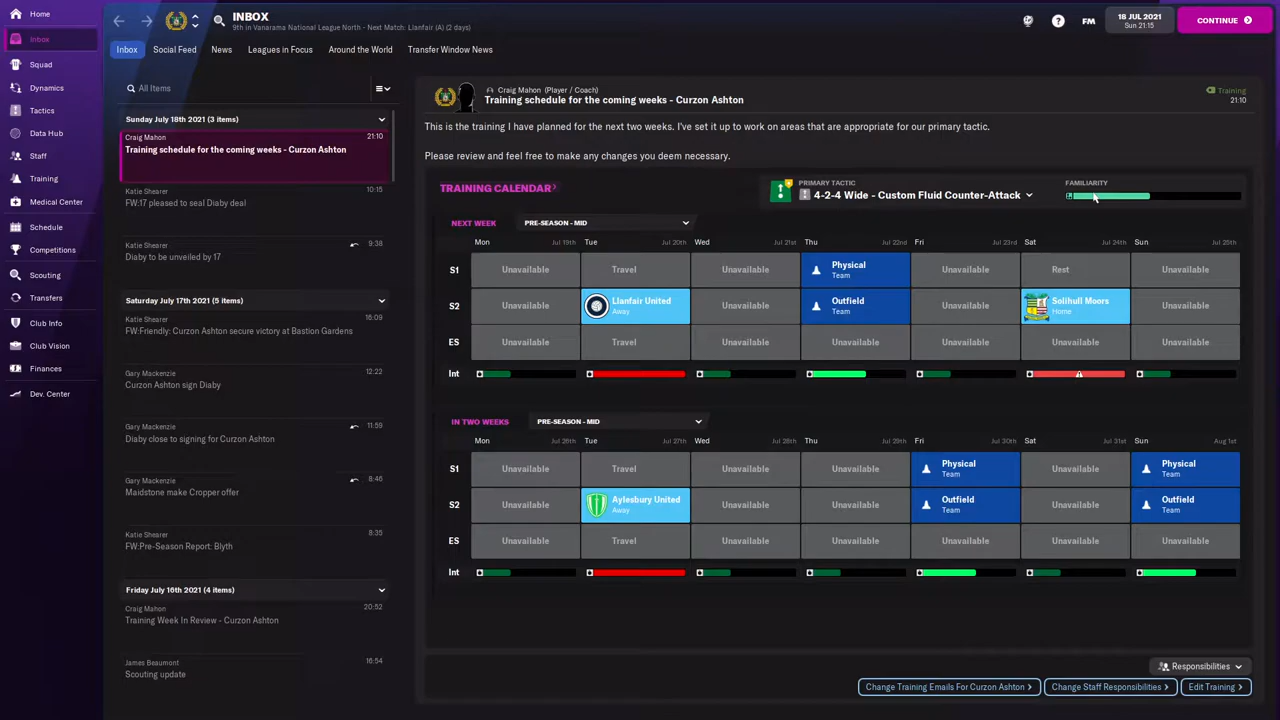 Home
Inbox
Squad
Dynamics
Tactics
Data Hub
Staff
Training
Medical Center
Schedule
Competitions
Scouting
Transfers
Club Info
Club Vision
Finances
Dev. Center
INBOX
9th in Vanarama National League North - Next Match: Llanfair (A) (2 days)
FM
18 JUL 2021
Sun 21:15
CONTINUE
Inbox
Social Feed
News
Leagues in Focus
Around the World
Transfer Window News
All Items
Sunday July 18th 2021 (3 items)
Craig Mahon 21:10
Training schedule for the coming weeks - Curzon Ashton
Katie Shearer 10:15
FW:17 pleased to seal Diaby deal
Katie Shearer 9:38
Diaby to be unveiled by 17
Saturday July 17th 2021 (5 items)
Katie Shearer 16:09
FW:Friendly: Curzon Ashton secure victory at Bastion Gardens
Gary Mackenzie 12:22
Curzon Ashton sign Diaby
Gary Mackenzie 11:59
Diaby close to signing for Curzon Ashton
Gary Mackenzie 8:46
Maidstone make Cropper offer
Katie Shearer 8:35
FW:Pre-Season Report: Blyth
Friday July 16th 2021 (4 items)
Craig Mahon 20:52
Training Week In Review - Curzon Ashton
James Beaumont 16:54
Scouting update
Craig Mahon (Player / Coach)
Training schedule for the coming weeks - Curzon Ashton
Training
21:10
This is the training I have planned for the next two weeks. I've set it up to work on areas that are appropriate for our primary tactic.
Please review and feel free to make any changes you deem necessary.
TRAINING CALENDAR
PRIMARY TACTIC
4-2-4 Wide - Custom Fluid Counter-Attack
FAMILIARITY
NEXT WEEK
PRE-SEASON - MID
Mon Jul 19th Tue Jul 20th Wed Jul 21st Thu Jul 22nd Fri Jul 23rd Sat Jul 24th Sun Jul 25th
S1 Unavailable Travel Unavailable Physical Team Unavailable Rest Unavailable
S2 Unavailable Llanfair United Away Unavailable Outfield Team Unavailable Solihull Moors Home Unavailable
ES Unavailable Travel Unavailable Unavailable Unavailable Unavailable Unavailable
Int
IN TWO WEEKS
PRE-SEASON - MID
Mon Jul 26th Tue Jul 27th Wed Jul 28th Thu Jul 29th Fri Jul 30th Sat Jul 31st Sun Aug 1st
S1 Unavailable Travel Unavailable Unavailable Physical Team Unavailable Physical Team
S2 Unavailable Aylesbury United Away Unavailable Unavailable Outfield Team Unavailable Outfield Team
ES Unavailable Travel Unavailable Unavailable Unavailable Unavailable Unavailable
Int
Responsibilities
Change Training Emails For Curzon Ashton
Change Staff Responsibilities
Edit Training